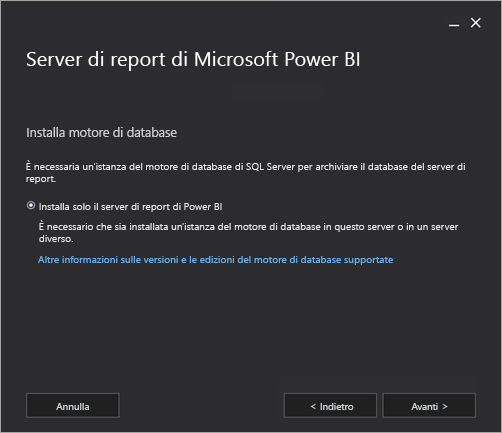 Server di report di Microsoft Power BI
Installa motore di database
È necessaria un'istanza del motore di database di SQL Server per archiviare il database del server di
report.
Installa solo il server di report di Power BI
È necessario che sia installata un'istanza del motore di database in questo server o in un server
diverso.
Altre informazioni sulle versioni e le edizioni del motore di database supportate
Annulla
< Indietro
Avanti >